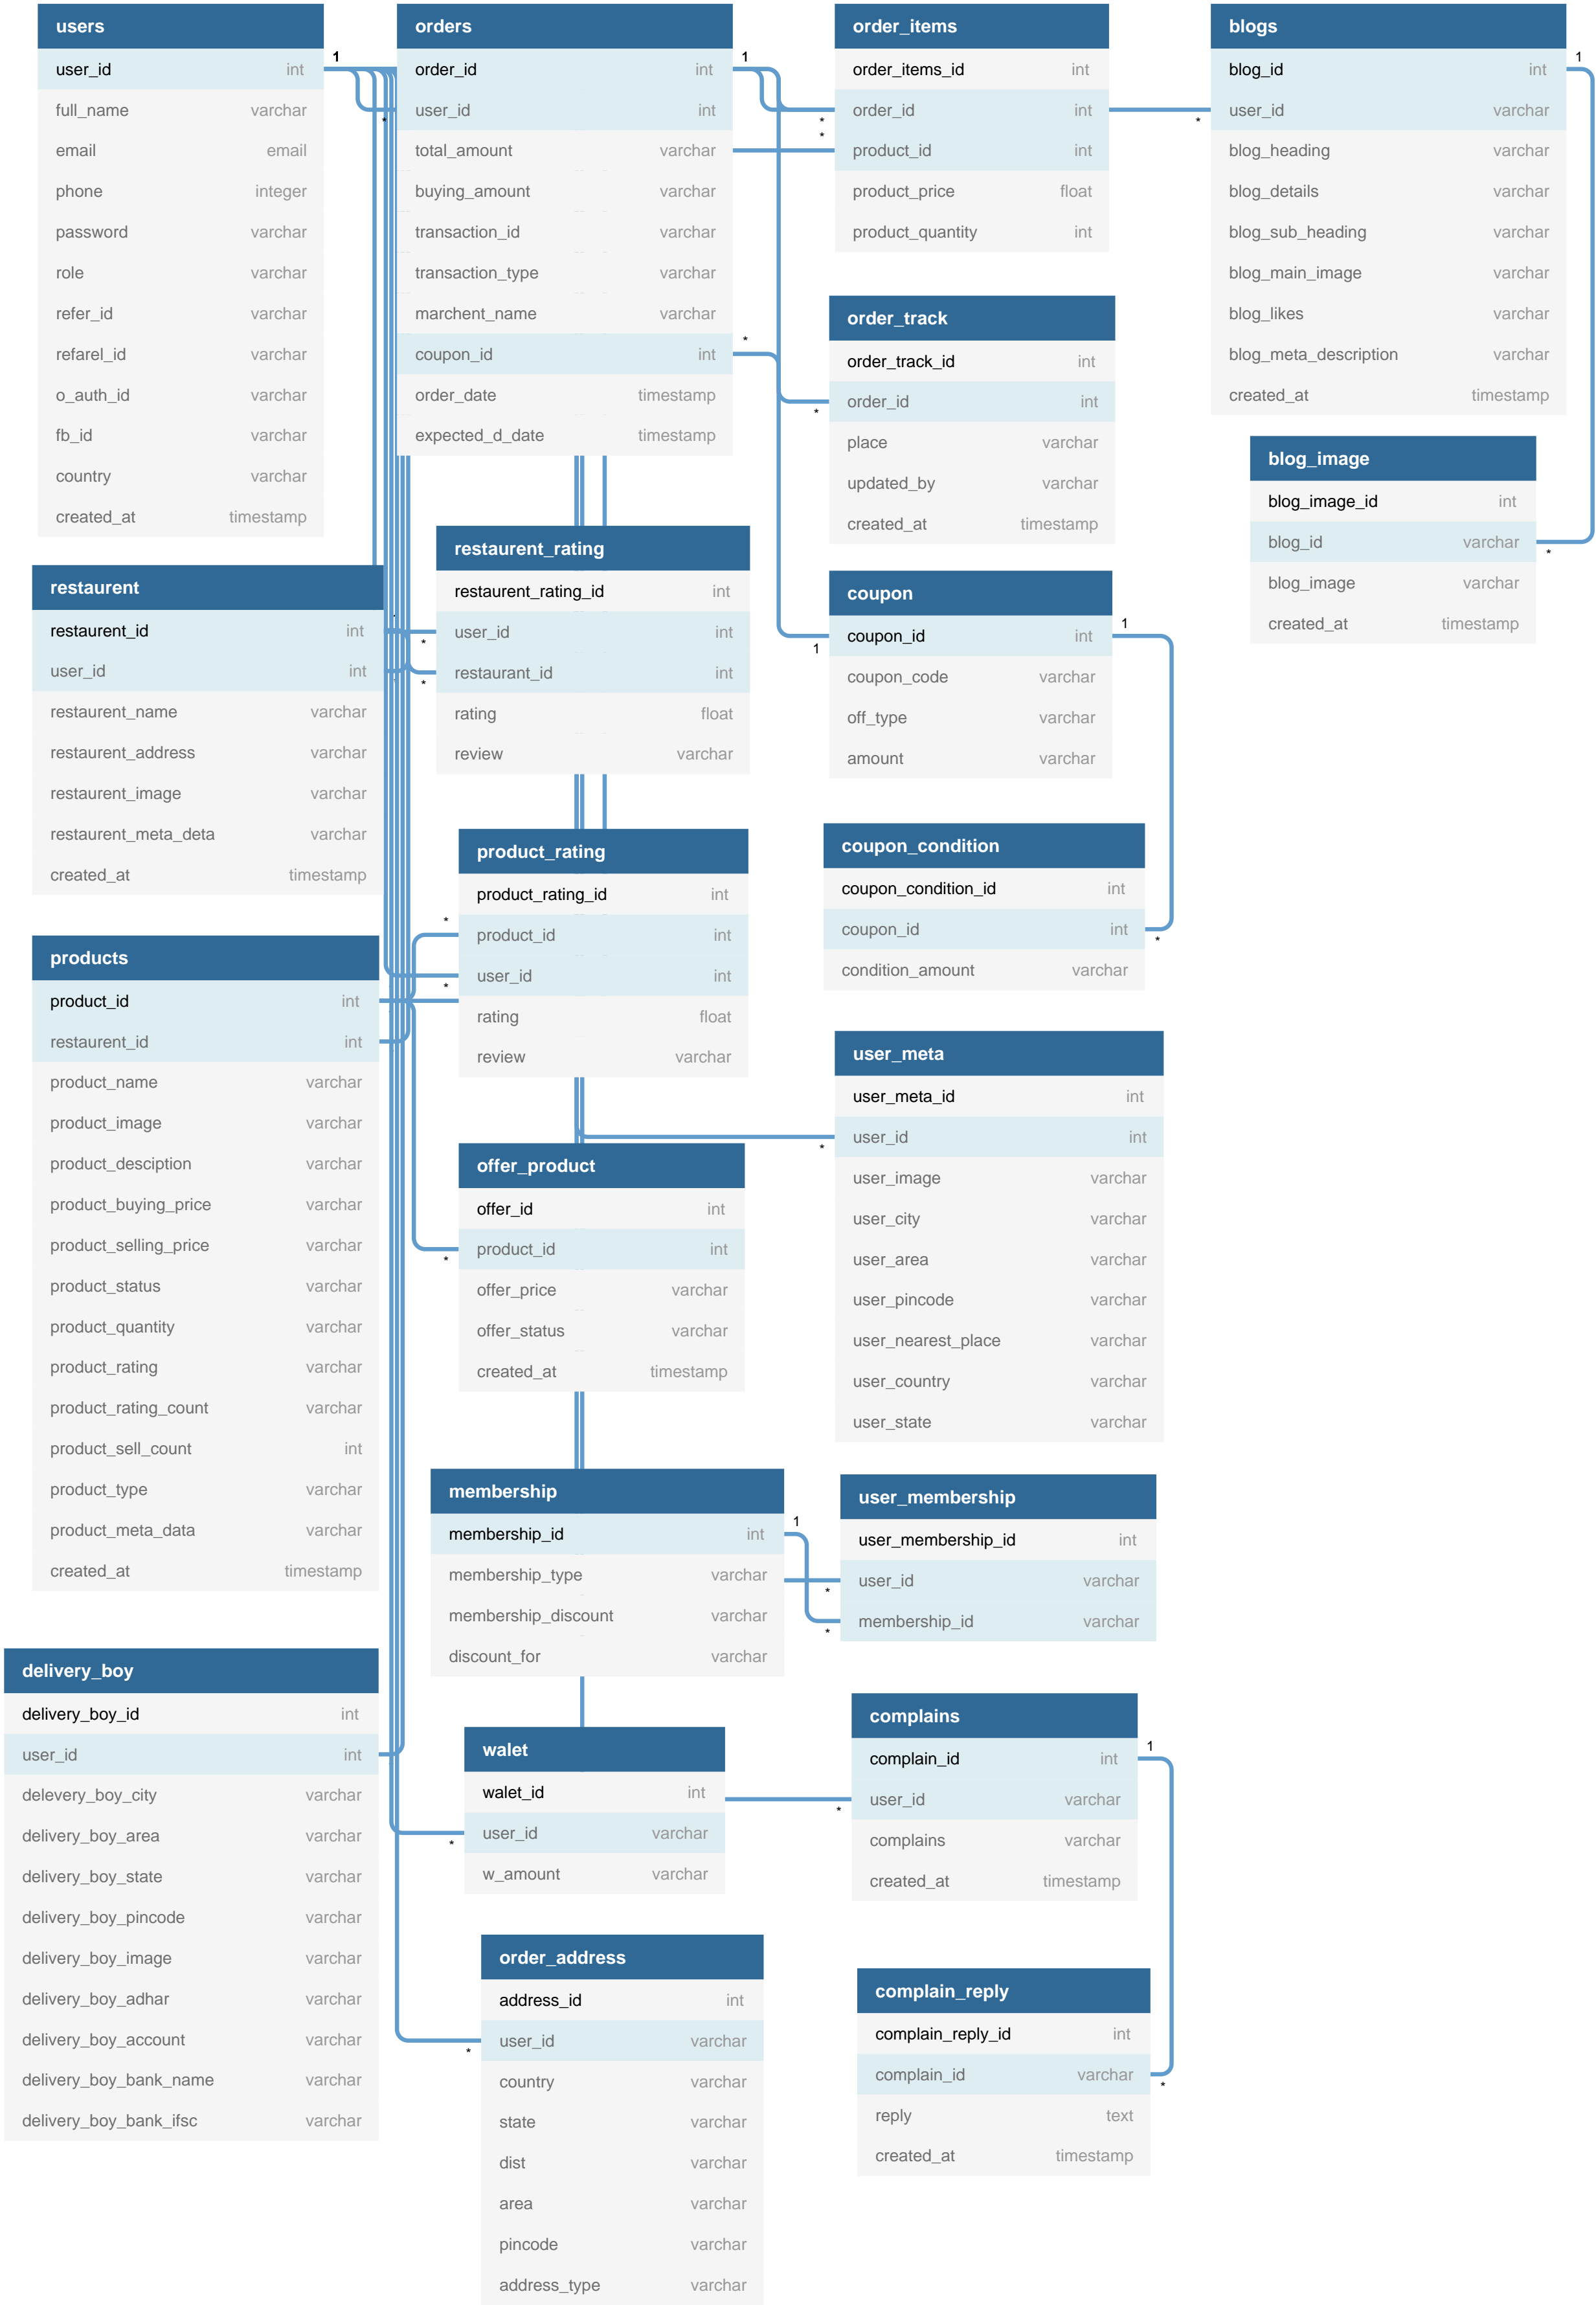 users
user_id int
full_name varchar
email email
phone integer
password varchar
role varchar
refer_id varchar
refarel_id varchar
o_auth_id varchar
fb_id varchar
country varchar
created_at timestamp
1
*
orders
order_id int
user_id int
total_amount varchar
buying_amount varchar
transaction_id varchar
transaction_type varchar
marchent_name varchar
coupon_id int
order_date timestamp
expected_d_date timestamp
1
*
*
*
order_items
order_items_id int
order_id int
product_id int
product_price float
product_quantity int
*
blogs
blog_id int
user_id varchar
blog_heading varchar
blog_details varchar
blog_sub_heading varchar
blog_main_image varchar
blog_likes varchar
blog_meta_description varchar
created_at timestamp
1
order_track
order_track_id int
order_id int
place varchar
updated_by varchar
created_at timestamp
*
blog_image
blog_image_id int
blog_id varchar
blog_image varchar
created_at timestamp
*
restaurent
restaurent_id int
user_id int
restaurent_name varchar
restaurent_address varchar
restaurent_image varchar
restaurent_meta_deta varchar
created_at timestamp
restaurent_rating
restaurent_rating_id int
user_id int
restaurant_id int
rating float
review varchar
*
*
coupon
coupon_id int
coupon_code varchar
off_type varchar
amount varchar
1
1
products
product_id int
restaurent_id int
product_name varchar
product_image varchar
product_desciption varchar
product_buying_price varchar
product_selling_price varchar
product_status varchar
product_quantity varchar
product_rating varchar
product_rating_count varchar
product_sell_count int
product_type varchar
product_meta_data varchar
created_at timestamp
product_rating
product_rating_id int
product_id int
user_id int
rating float
review varchar
*
*
coupon_condition
coupon_condition_id int
coupon_id int
condition_amount varchar
*
user_meta
user_meta_id int
user_id int
user_image varchar
user_city varchar
user_area varchar
user_pincode varchar
user_nearest_place varchar
user_country varchar
user_state varchar
*
offer_product
offer_id int
product_id int
offer_price varchar
offer_status varchar
created_at timestamp
*
membership
membership_id int
membership_type varchar
membership_discount varchar
discount_for varchar
1
user_membership
user_membership_id int
user_id varchar
membership_id varchar
*
*
delivery_boy
delivery_boy_id int
user_id int
delevery_boy_city varchar
delivery_boy_area varchar
delivery_boy_state varchar
delivery_boy_pincode varchar
delivery_boy_image varchar
delivery_boy_adhar varchar
delivery_boy_account varchar
delivery_boy_bank_name varchar
delivery_boy_bank_ifsc varchar
walet
walet_id int
user_id varchar
w_amount varchar
*
complains
complain_id int
user_id varchar
complains varchar
created_at timestamp
1
*
order_address
address_id int
user_id varchar
country varchar
state varchar
dist varchar
area varchar
pincode varchar
address_type varchar
*
complain_reply
complain_reply_id int
complain_id varchar
reply text
created_at timestamp
*